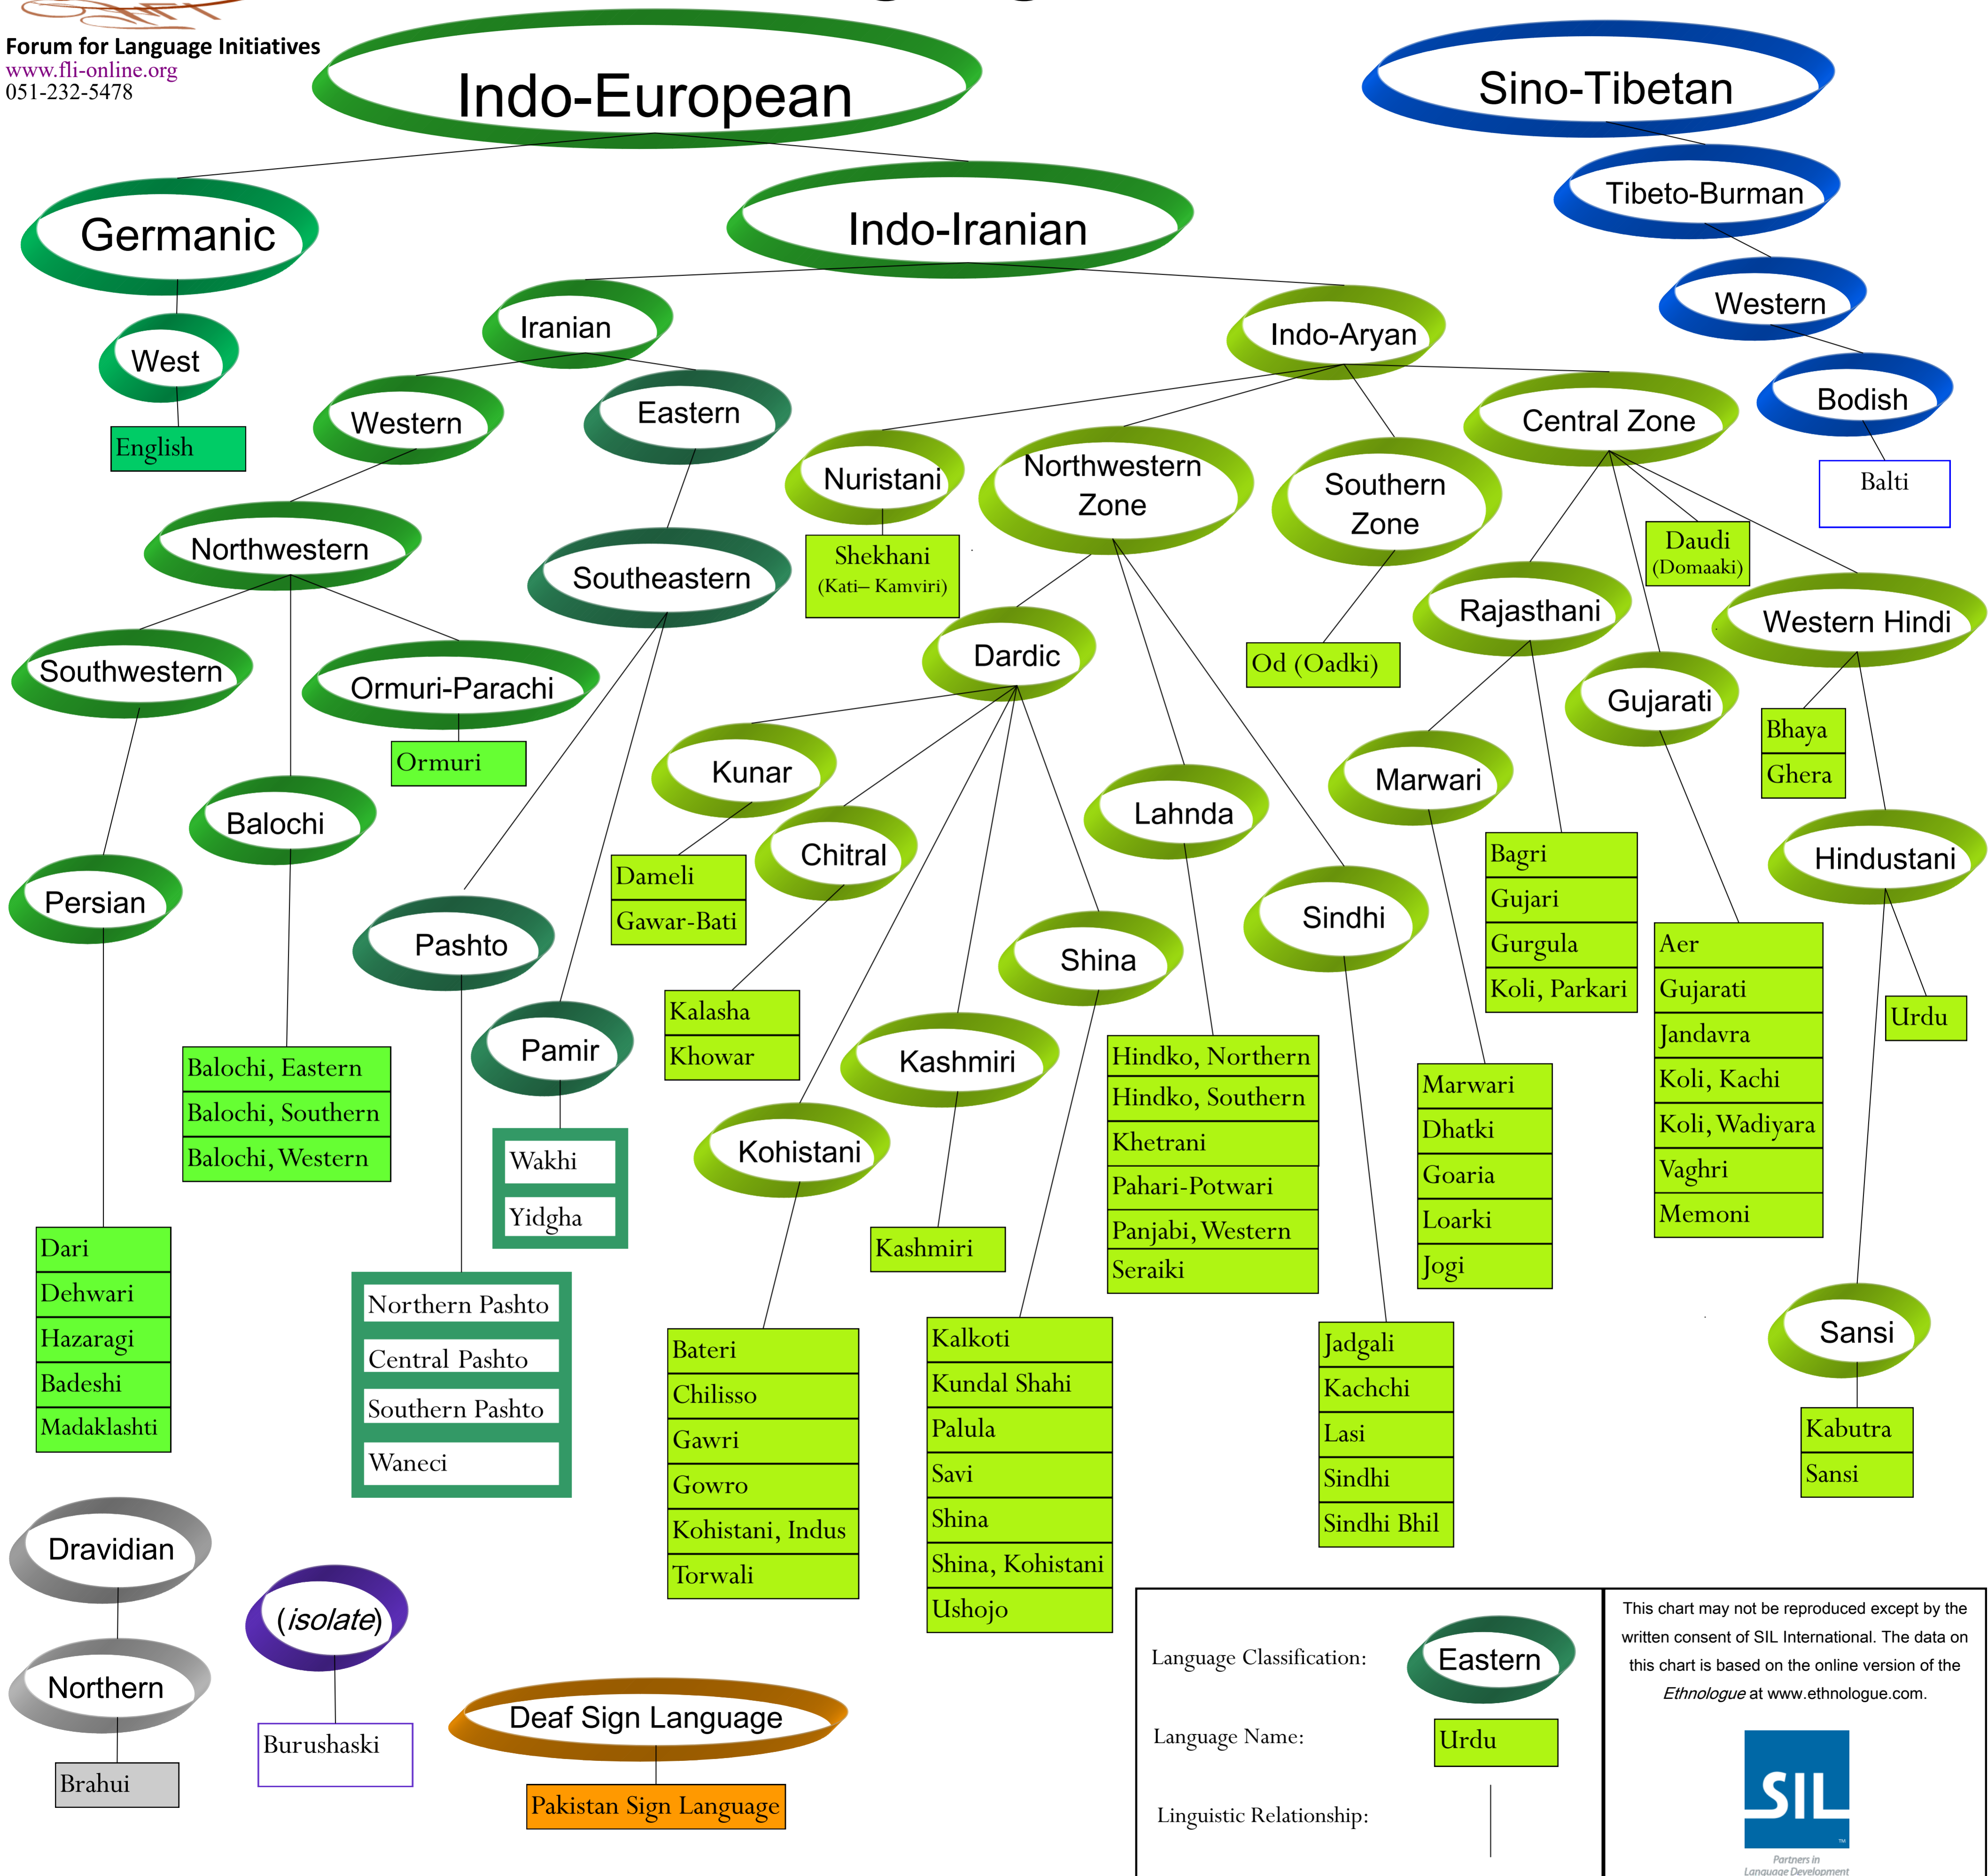 Forum for Language Initiatives
www.fli-online.org
051-232-5478
Indo-European
Sino-Tibetan
Germanic
Indo-Iranian
Tibeto-Burman
West
Iranian
Indo-Aryan
Western
English
Western
Eastern
Nuristani
Northwestern
Zone
Southern
Zone
Central Zone
Bodish
Balti
Northwestern
Southeastern
Shekhani
(Kati– Kamviri)
Daudi
(Domaaki)
Southwestern
Ormuri-Parachi
Ormuri
Dardic
Od (Oadki)
Rajasthani
Gujarati
Western Hindi
Bhaya
Ghera
Balochi
Kunar
Chitral
Lahnda
Marwari
Hindustani
Persian
Pashto
Pamir
Dameli
Gawar-Bati
Kalasha
Khowar
Kohistani
Kashmiri
Shina
Sindhi
Bagri
Gujari
Gurgula
Koli, Parkari
Aer
Gujarati
Jandavra
Koli, Kachi
Koli, Wadiyara
Vaghri
Memoni
Urdu
Balochi, Eastern
Balochi, Southern
Balochi, Western
Wakhi
Yidgha
Hindko, Northern
Hindko, Southern
Khetrani
Pahari-Potwari
Panjabi, Western
Seraiki
Marwari
Dhatki
Goaria
Loarki
Jogi
Dari
Dehwari
Hazaragi
Badeshi
Madaklashti
Northern Pashto
Central Pashto
Southern Pashto
Waneci
Kashmiri
Bateri
Chilisso
Gawri
Gowro
Kohistani, Indus
Torwali
Kalkoti
Kundal Shahi
Palula
Savi
Shina
Shina, Kohistani
Ushojo
Jadgali
Kachchi
Lasi
Sindhi
Sindhi Bhil
Sansi
Kabutra
Sansi
Dravidian
Northern
Brahui
(isolate)
Burushaski
Deaf Sign Language
Pakistan Sign Language
Language Classification:
Eastern
Language Name:
Urdu
Linguistic Relationship:
This chart may not be reproduced except by the
written consent of SIL International. The data on
this chart is based on the online version of the
Ethnologue at www.ethnologue.com.
SIL
TM
Partners in
Language Development